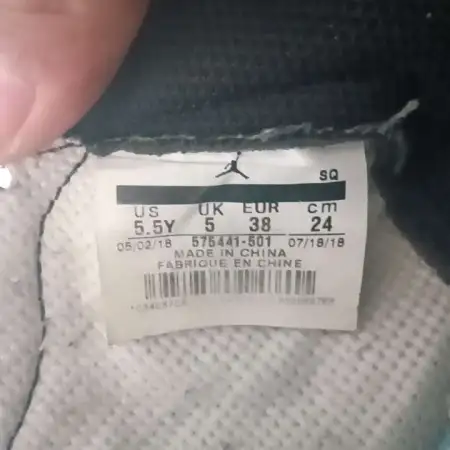 SQ
US UK EUR cm
5.5Y 5 38 24
05/02/18 575441-501 07/18/18
MADE IN CHINA
FABRIQUE EN CHINE